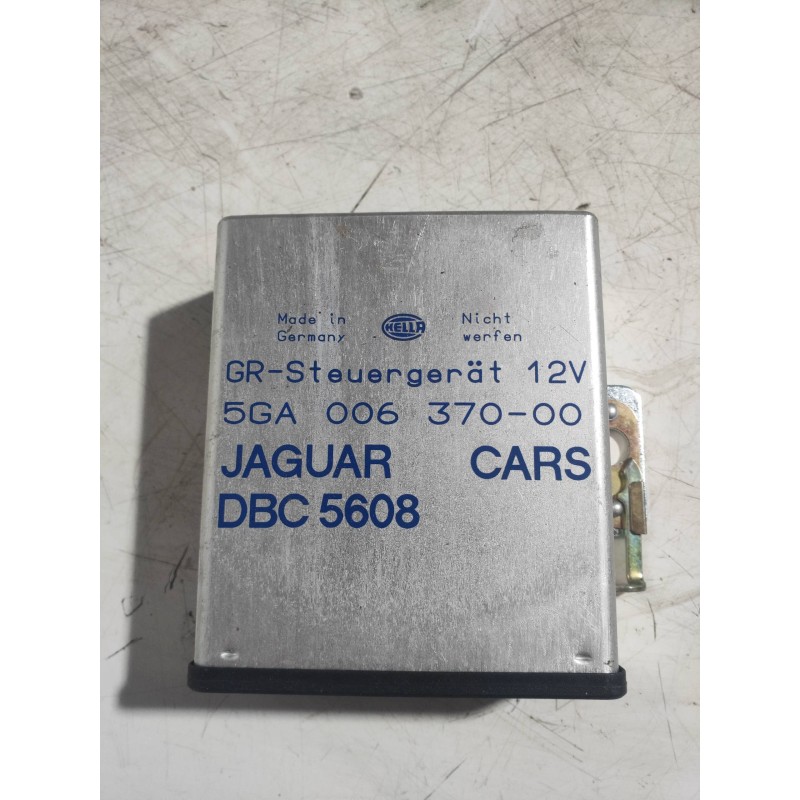 Made in Germany
HELLA
Nicht werfen
GR-Steuergerät 12V
5GA 006 370-00
JAGUAR CARS
DBC 5608